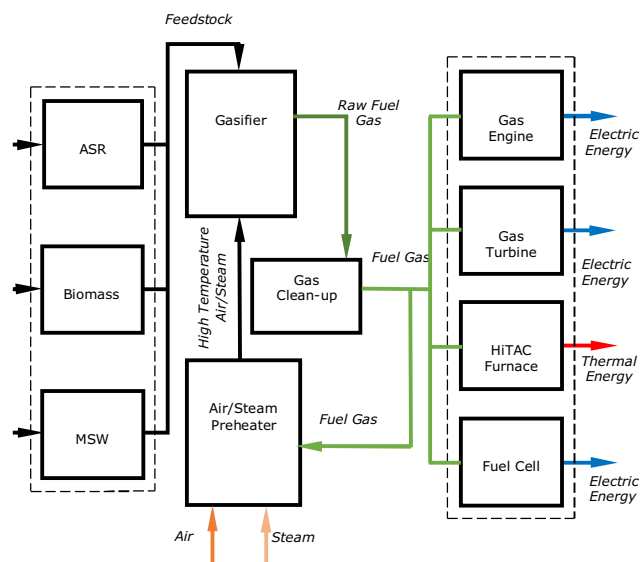 Feedstock
ASR
Biomass
MSW
Gasifier
High Temperature
Air/Steam
Air/Steam
Preheater
Air
Steam
Raw Fuel
Gas
Gas
Clean-up
Fuel Gas
Fuel Gas
Gas
Engine
Electric
Energy
Gas
Turbine
Electric
Energy
HiTAC
Furnace
Thermal
Energy
Fuel Cell
Electric
Energy